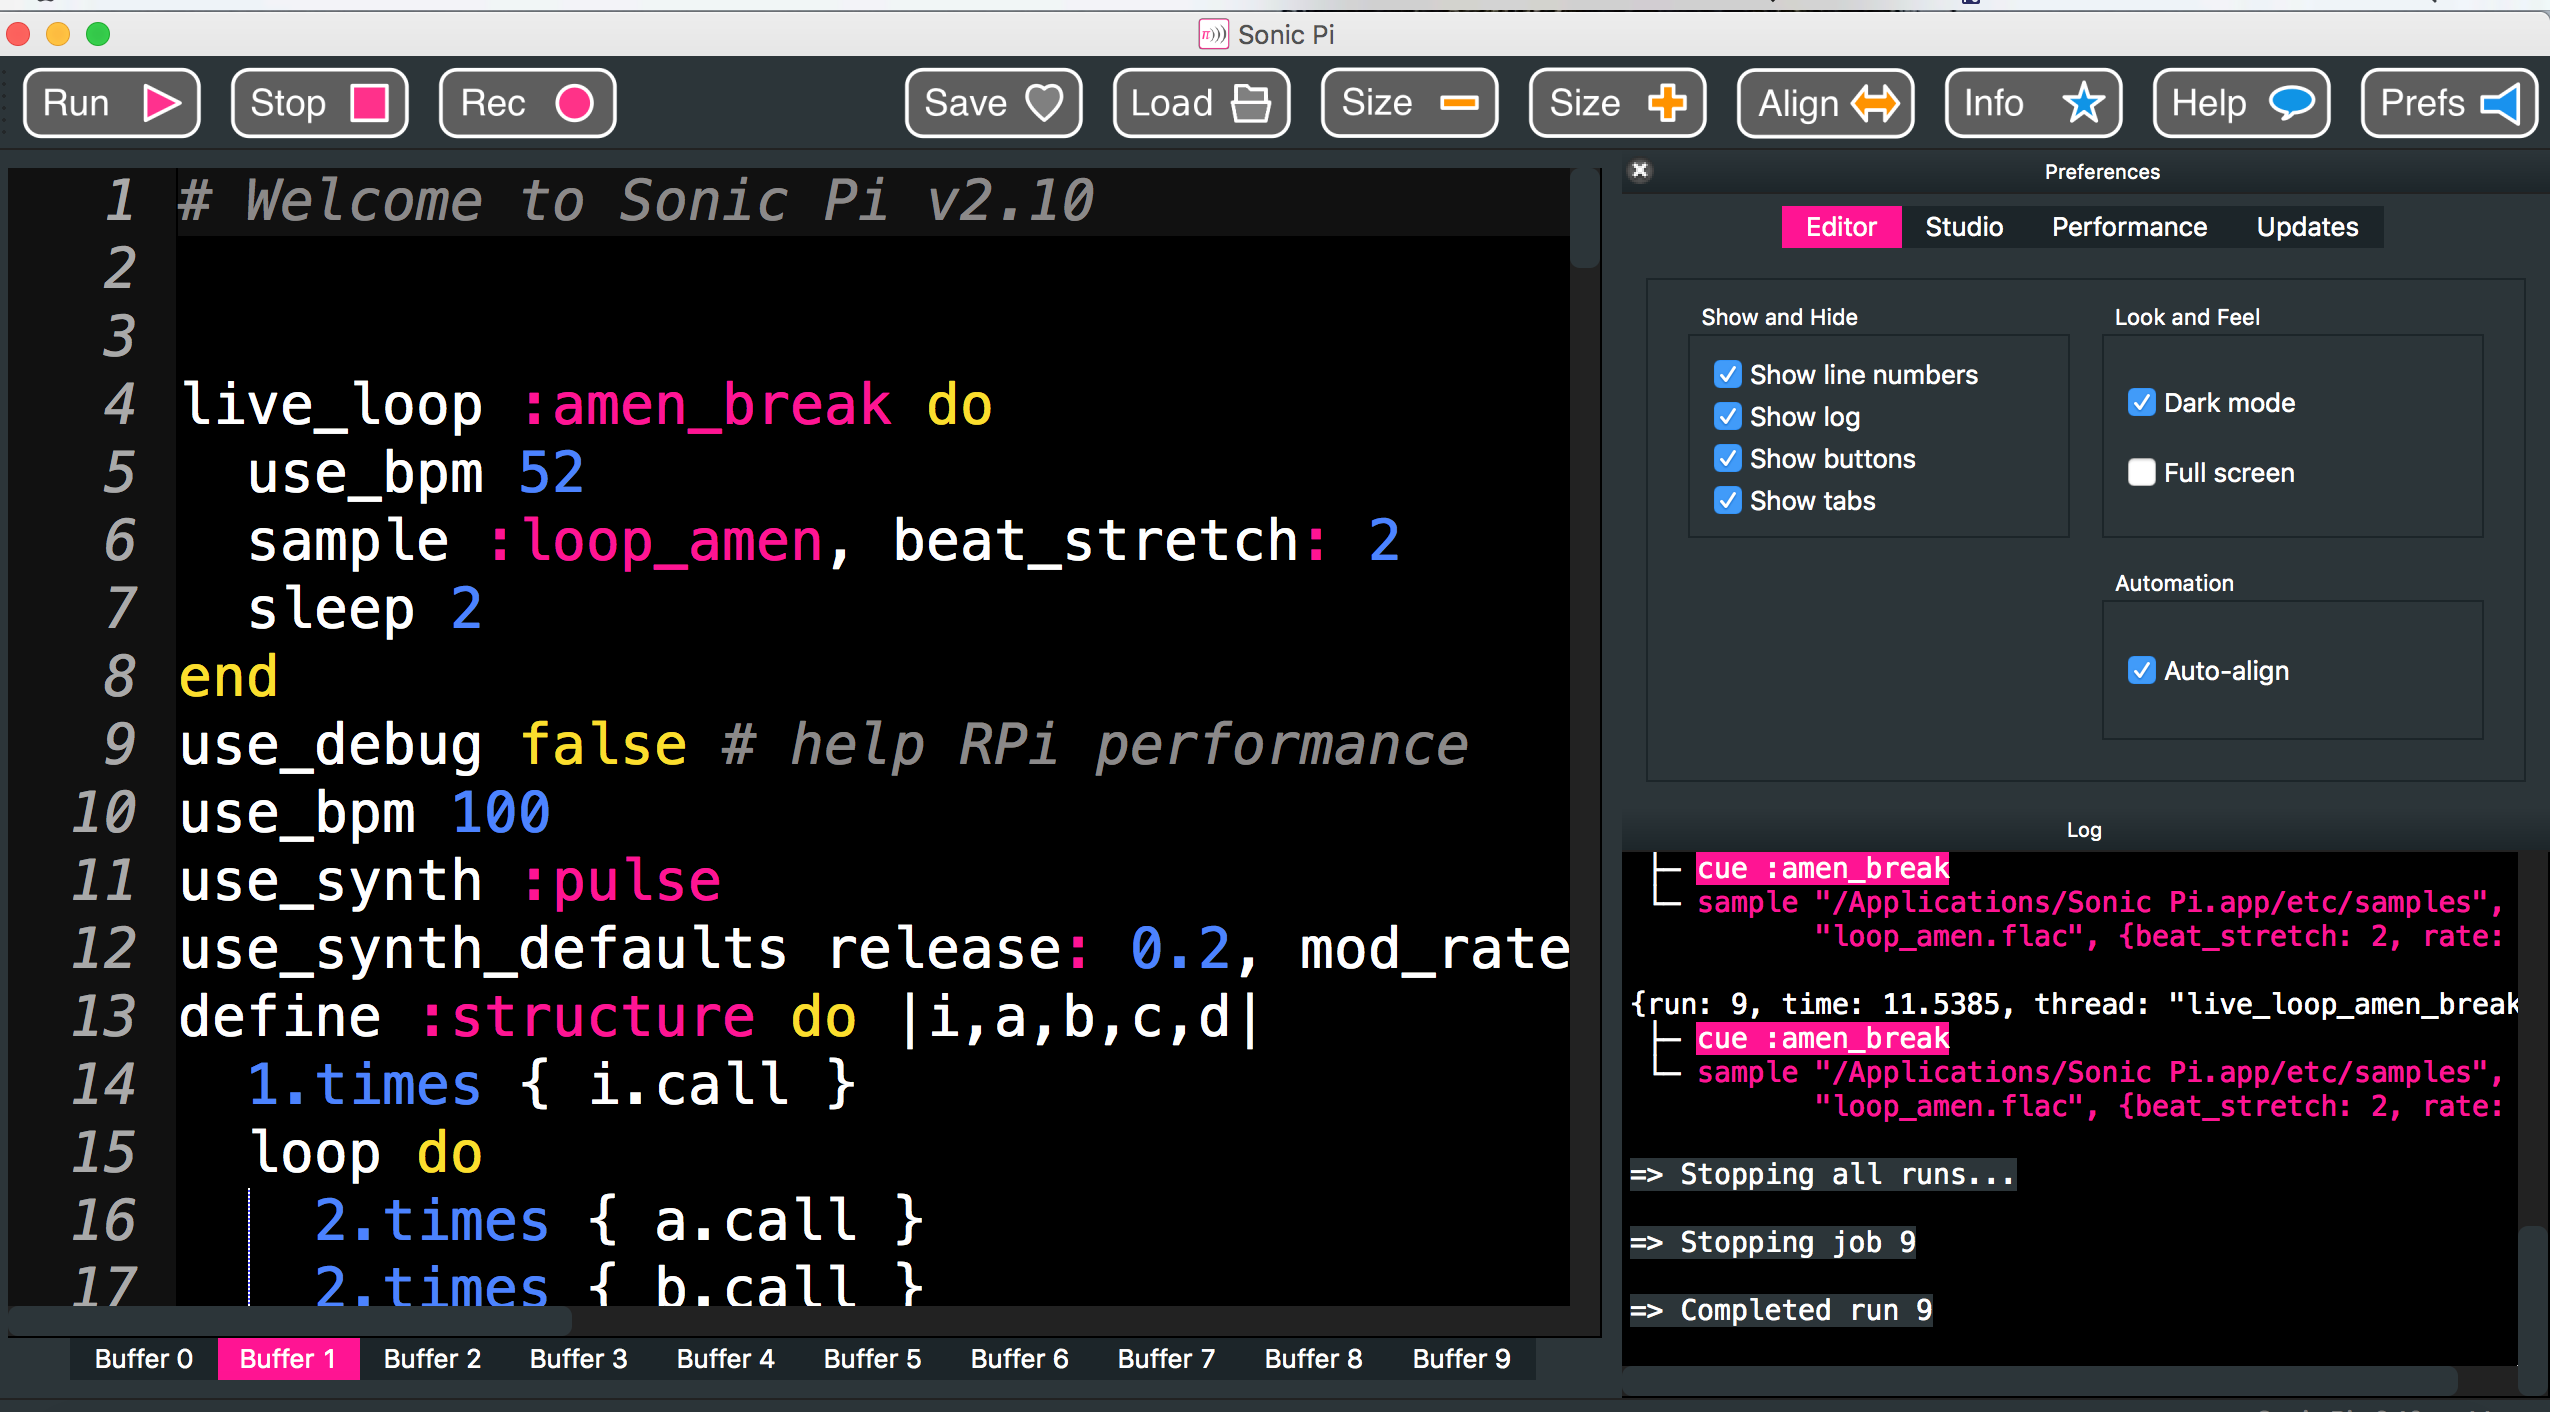 Sonic Pi
Run Stop Rec Save Load Size Size Align Info Help Prefs
1 # Welcome to Sonic Pi v2.10
2
3
4 live_loop :amen_break do
5 use_bpm 52
6 sample :loop_amen, beat_stretch: 2
7 sleep 2
8 end
9 use_debug false # help RPi performance
10 use_bpm 100
11 use_synth :pulse
12 use_synth_defaults release: 0.2, mod_rate
13 define :structure do |i,a,b,c,d|
14 1.times { i.call }
15 loop do
16 2.times { a.call }
17 2.times { b.call }
Buffer 0 Buffer 1 Buffer 2 Buffer 3 Buffer 4 Buffer 5 Buffer 6 Buffer 7 Buffer 8 Buffer 9
Preferences
Editor Studio Performance Updates
Show and Hide
Show line numbers
Show log
Show buttons
Show tabs
Look and Feel
Dark mode
Full screen
Automation
Auto-align
Log
cue :amen_break
sample "/Applications/Sonic Pi.app/etc/samples",
"loop_amen.flac", {beat_stretch: 2, rate:
{run: 9, time: 11.5385, thread: "live_loop_amen_break
cue :amen_break
sample "/Applications/Sonic Pi.app/etc/samples",
"loop_amen.flac", {beat_stretch: 2, rate:
=> Stopping all runs...
=> Stopping job 9
=> Completed run 9